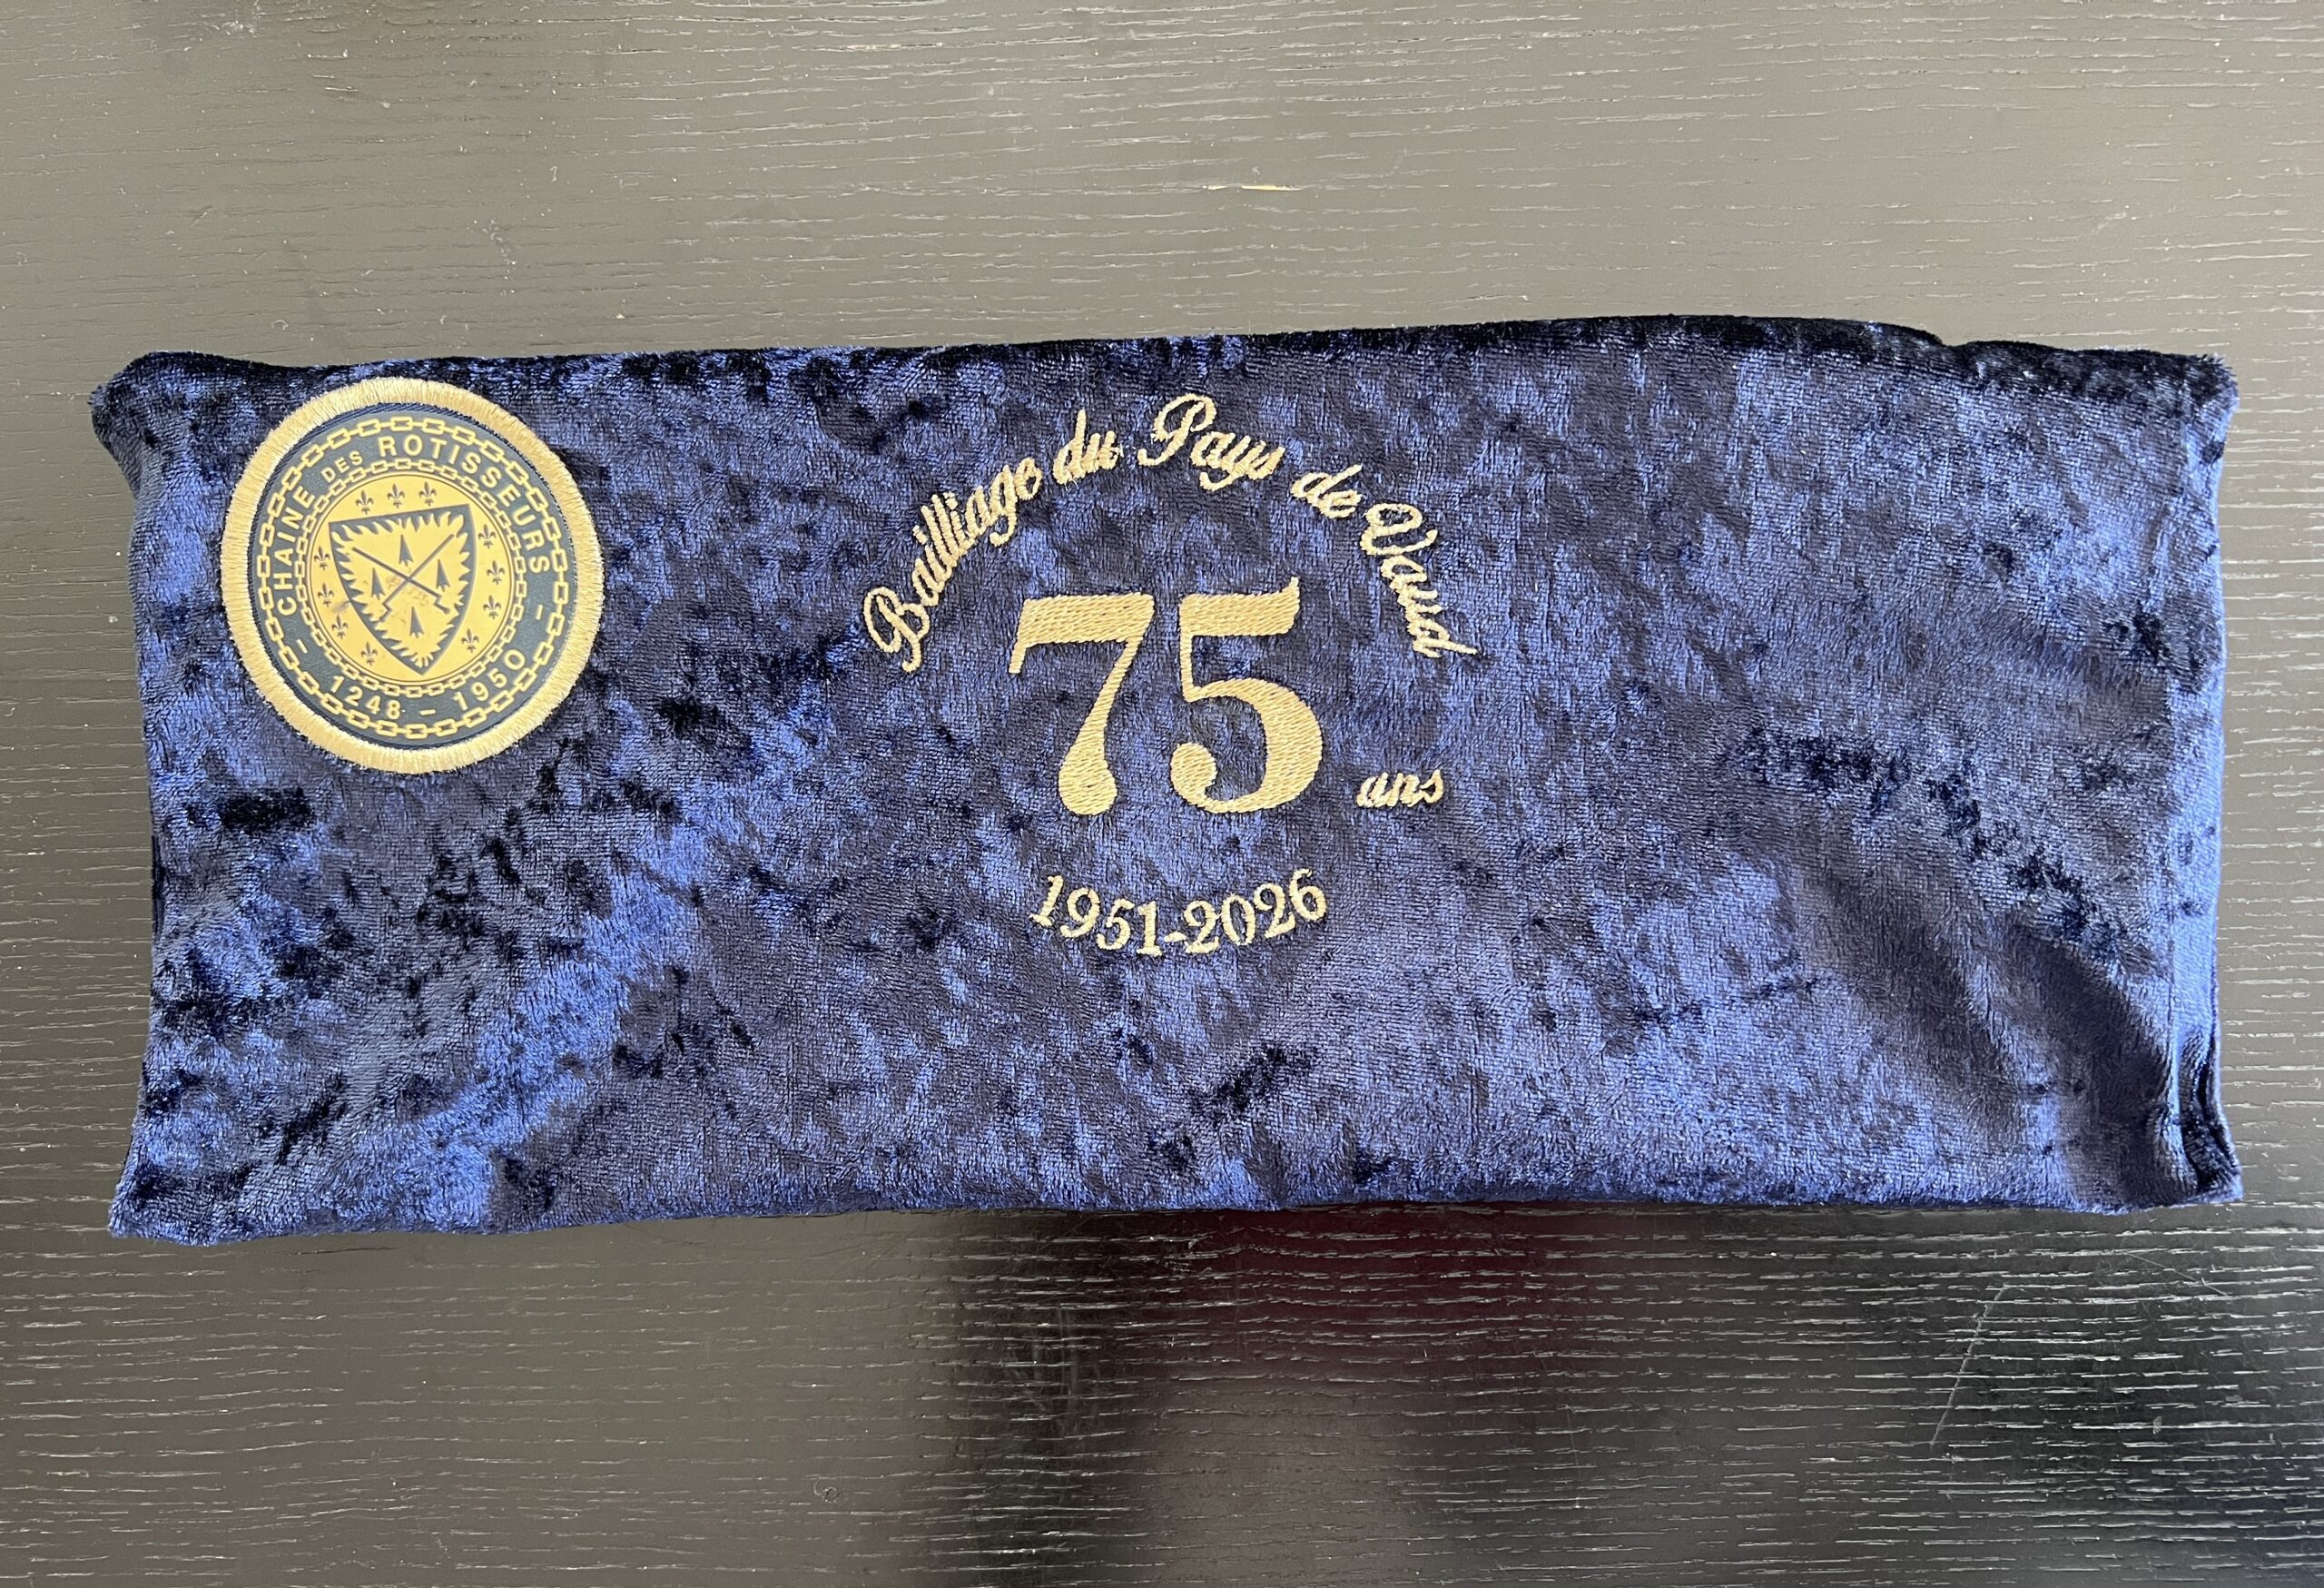 CHAINE DES ROTISSEURS
- 1248 - 1950 -
Bailliage du Pays de Vaud
75 ans
1951-2026